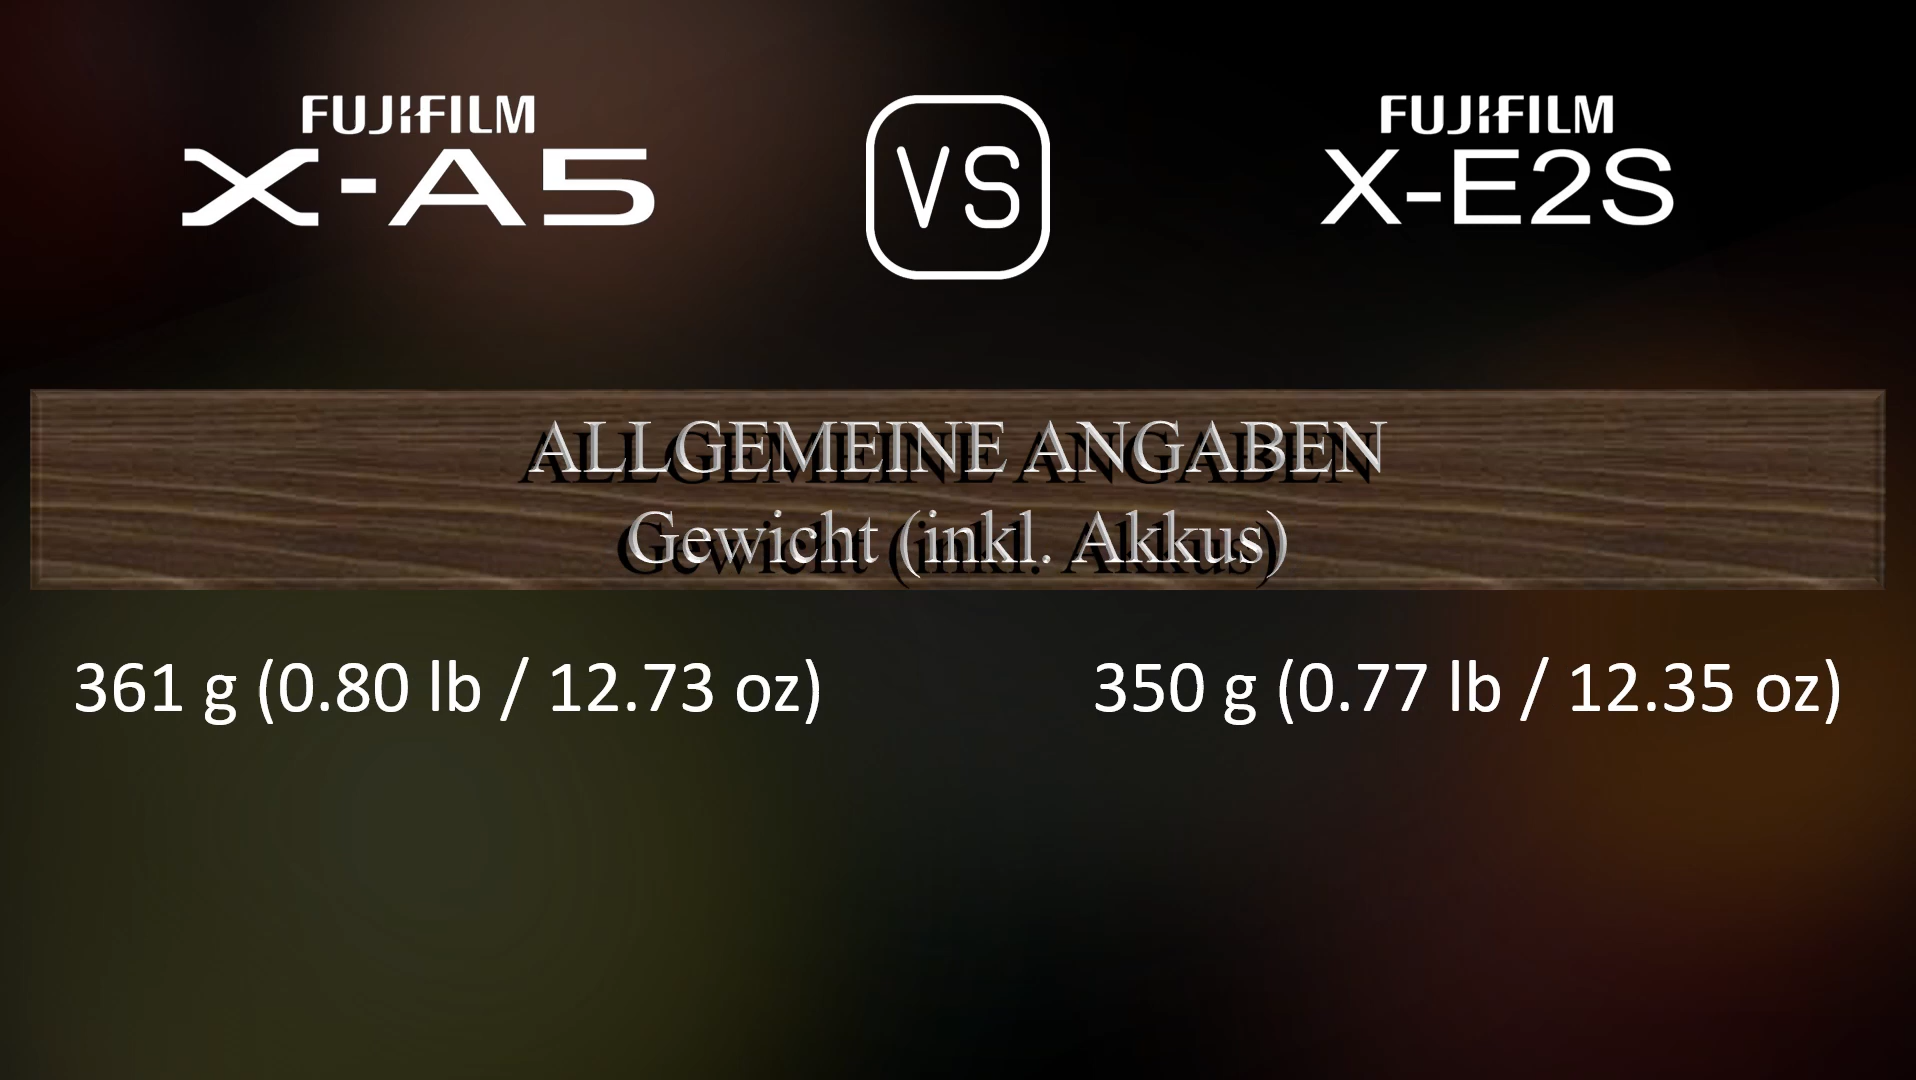 FUJIFILM
X-A5
VS
FUJIFILM
X-E2S
ALLGEMEINE ANGABEN
Gewicht (inkl. Akkus)
361 g (0.80 lb / 12.73 oz)
350 g (0.77 lb / 12.35 oz)